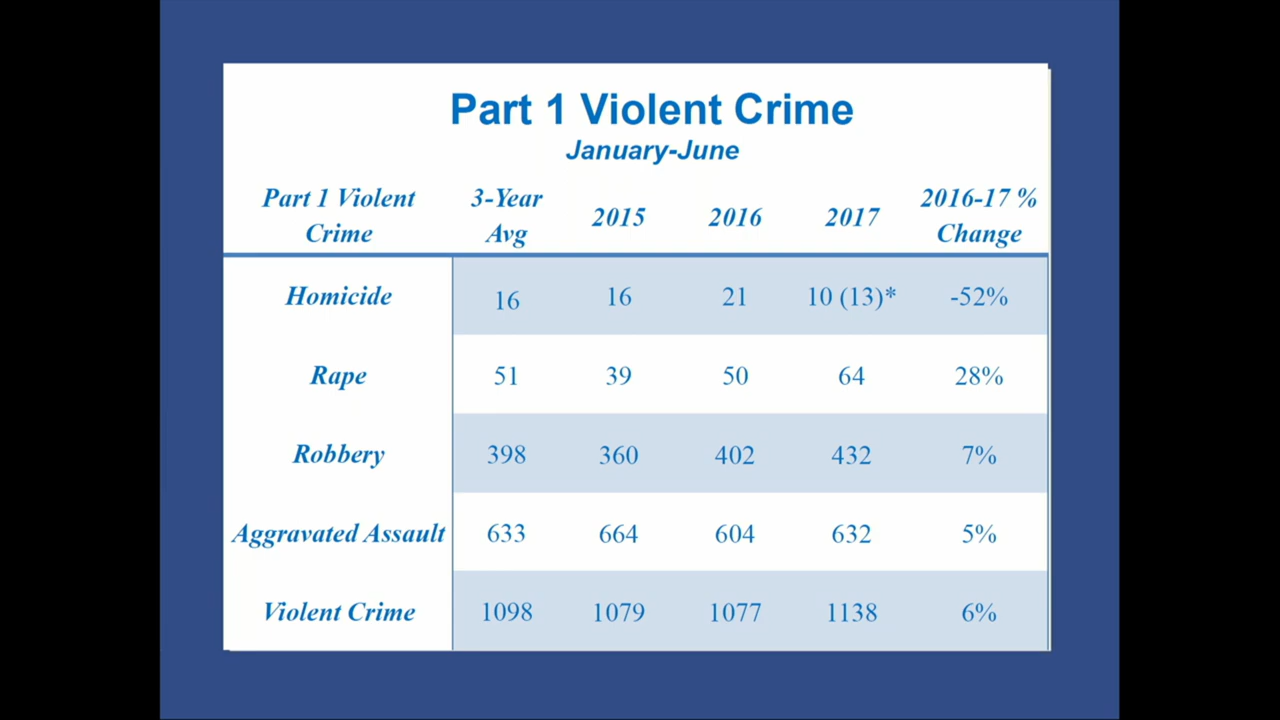 Part 1 Violent Crime
January-June
Part 1 Violent Crime 3-Year Avg 2015 2016 2017 2016-17 % Change
Homicide 16 16 21 10 (13)* -52%
Rape 51 39 50 64 28%
Robbery 398 360 402 432 7%
Aggravated Assault 633 664 604 632 5%
Violent Crime 1098 1079 1077 1138 6%